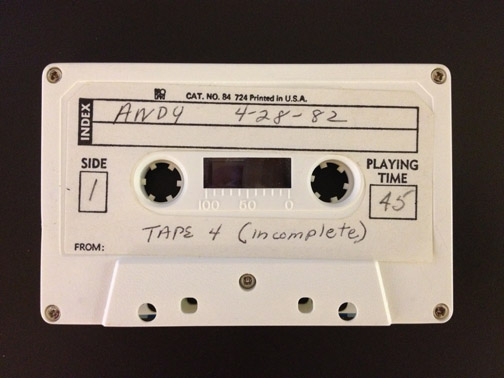 CAT. NO. 84 724 Printed in U.S.A.
INDEX
ANDY 4-28-82
SIDE
1
PLAYING
TIME
45
100 50 0
TAPE 4 (incomplete)
FROM: